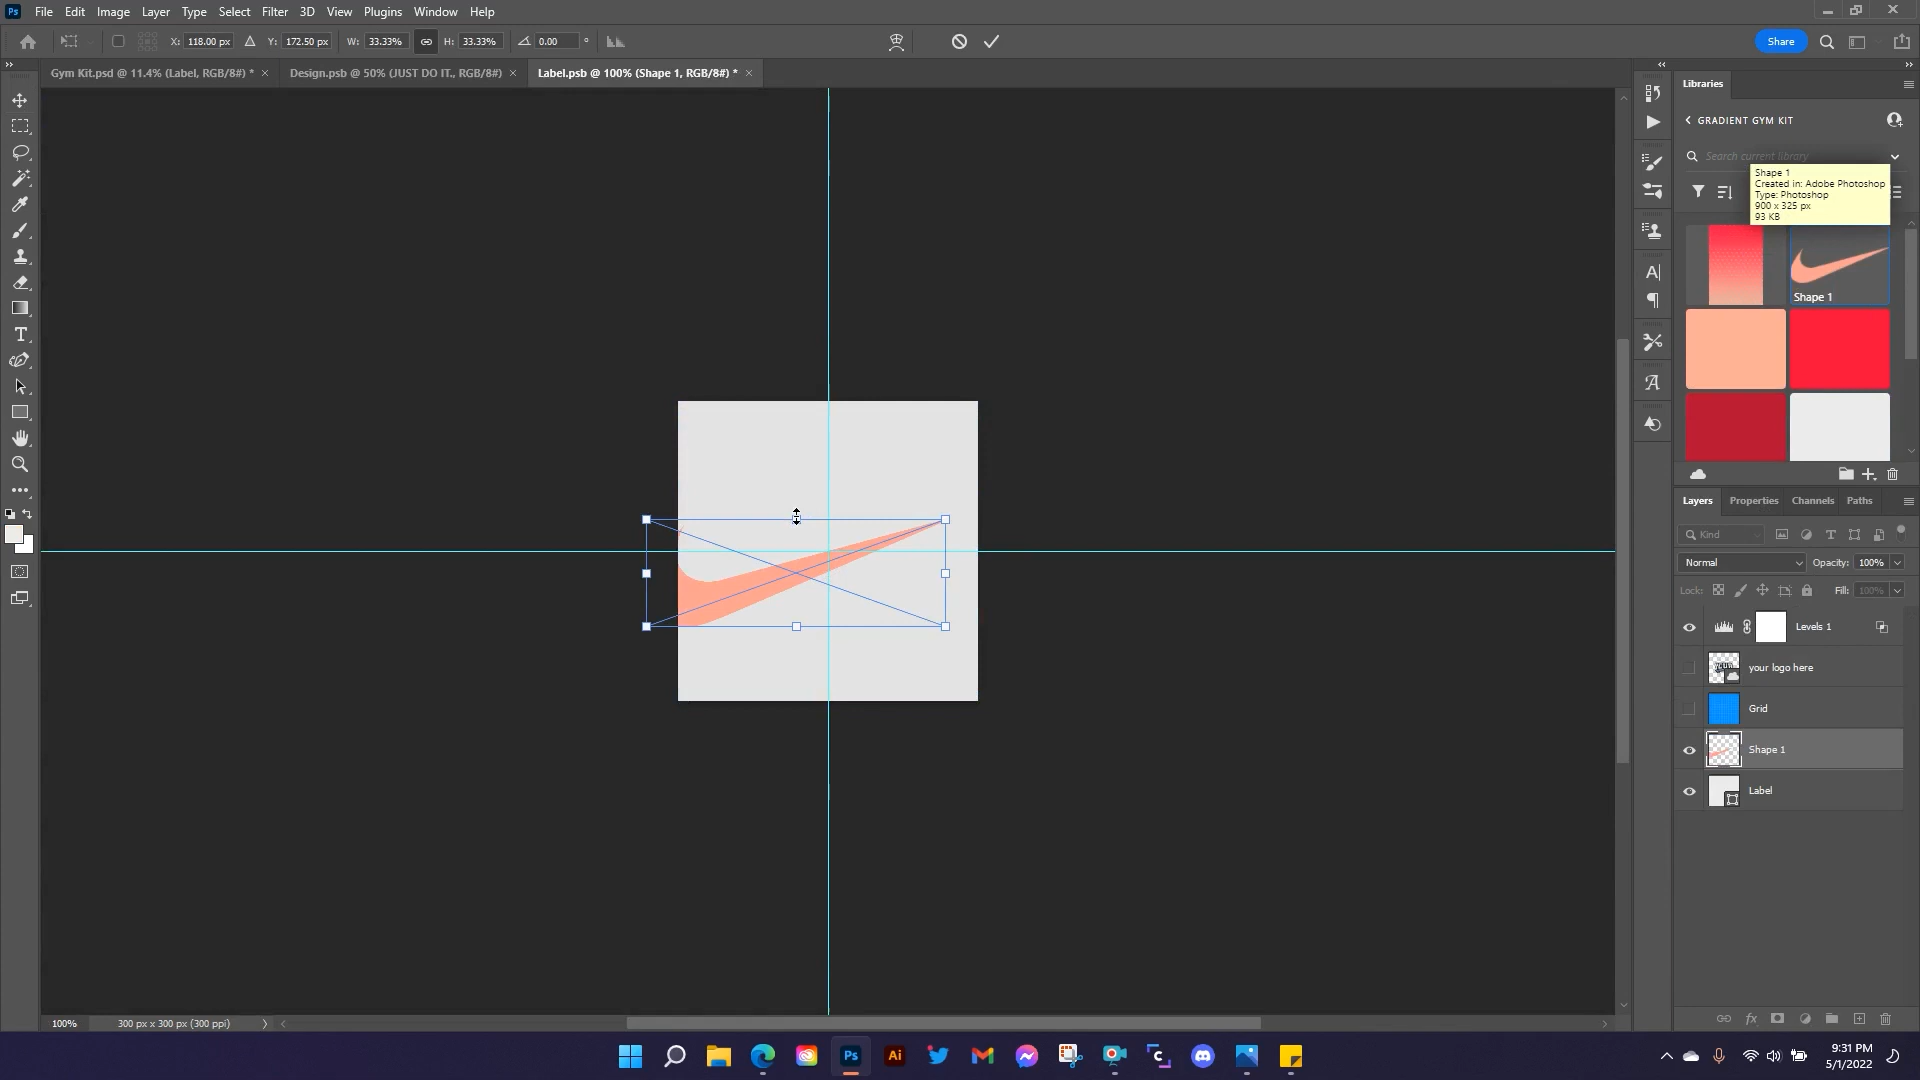 Ps File Edit Image Layer Type Select Filter 3D View Plugins Window Help
X: 118.00 px Y: 172.50 px W: 33.33% H: 33.33% 0.00 ° Share
Gym Kit.psd @ 11.4% (Label, RGB/8#) * Design.psb @ 50% (JUST DO IT., RGB/8#) Label.psb @ 100% (Shape 1, RGB/8#) *
Libraries
GRADIENT GYM KIT
Search current library
Shape 1
Created in: Adobe Photoshop
Type: Photoshop
900 x 325 px
93 KB
Shape 1
Layers Properties Channels Paths
Kind
Normal Opacity: 100%
Lock: Fill: 100%
Levels 1
your logo here
Grid
Shape 1
Label
100% 300 px x 300 px (300 ppi)
Ps Ai
9:31 PM
5/1/2022